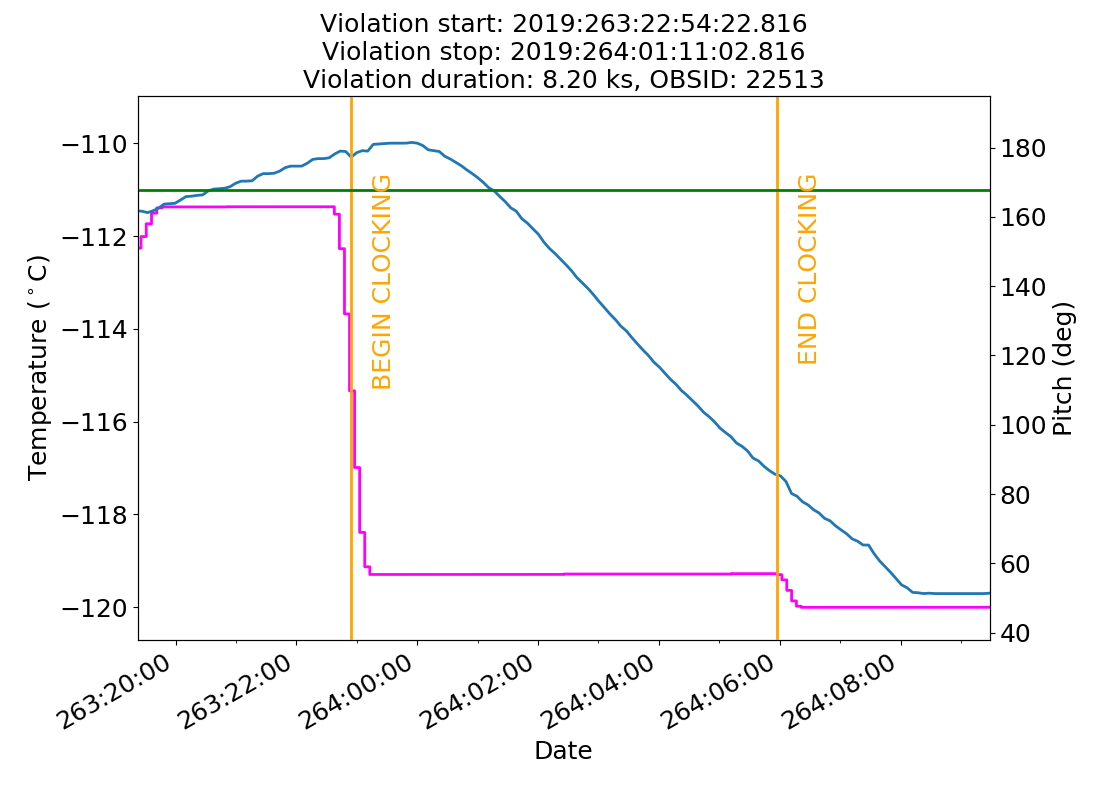 Violation start: 2019:263:22:54:22.816
Violation stop: 2019:264:01:11:02.816
Violation duration: 8.20 ks, OBSID: 22513
−110
−112
−114
−116
−118
−120
Temperature (°C)
BEGIN CLOCKING
END CLOCKING
180
160
140
120
100
80
60
40
Pitch (deg)
263:20:00
263:22:00
264:00:00
264:02:00
264:04:00
264:06:00
264:08:00
Date